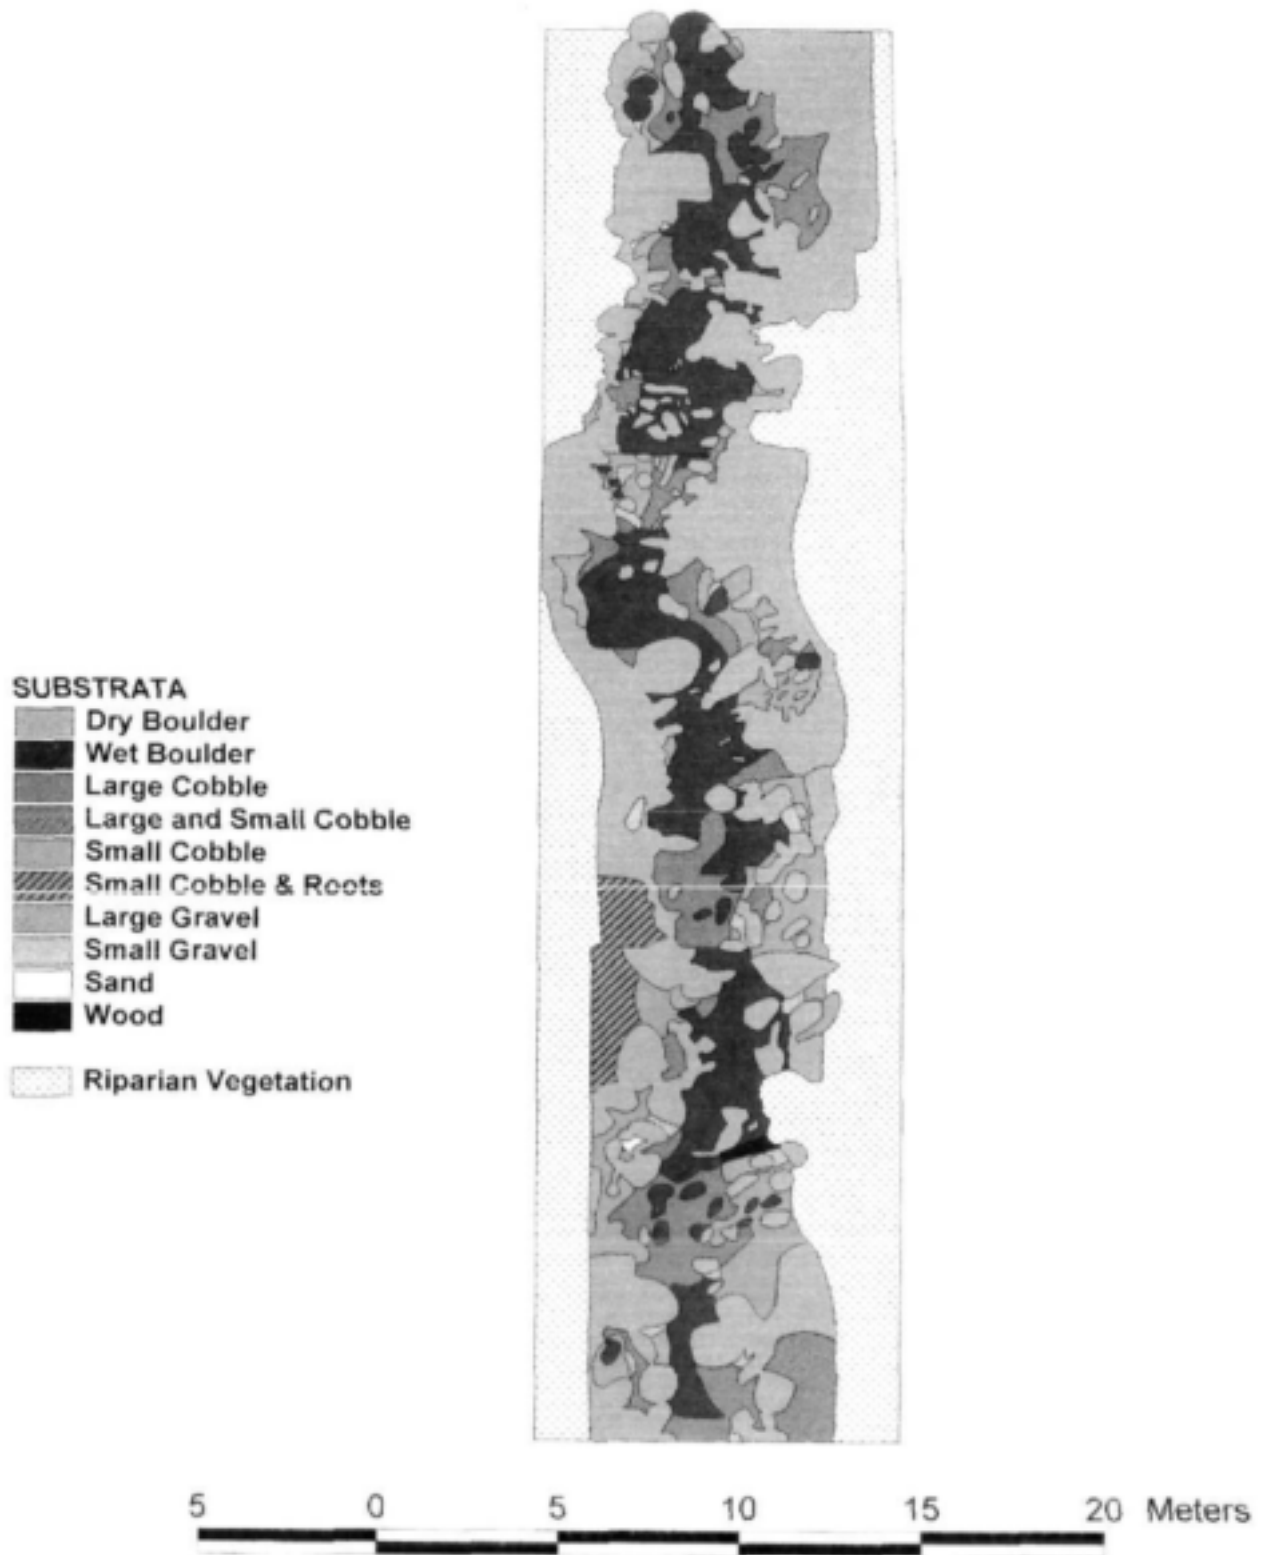 SUBSTRATA
Dry Boulder
Wet Boulder
Large Cobble
Large and Small Cobble
Small Cobble
Small Cobble & Roots
Large Gravel
Small Gravel
Sand
Wood
Riparian Vegetation
5 0 5 10 15 20 Meters